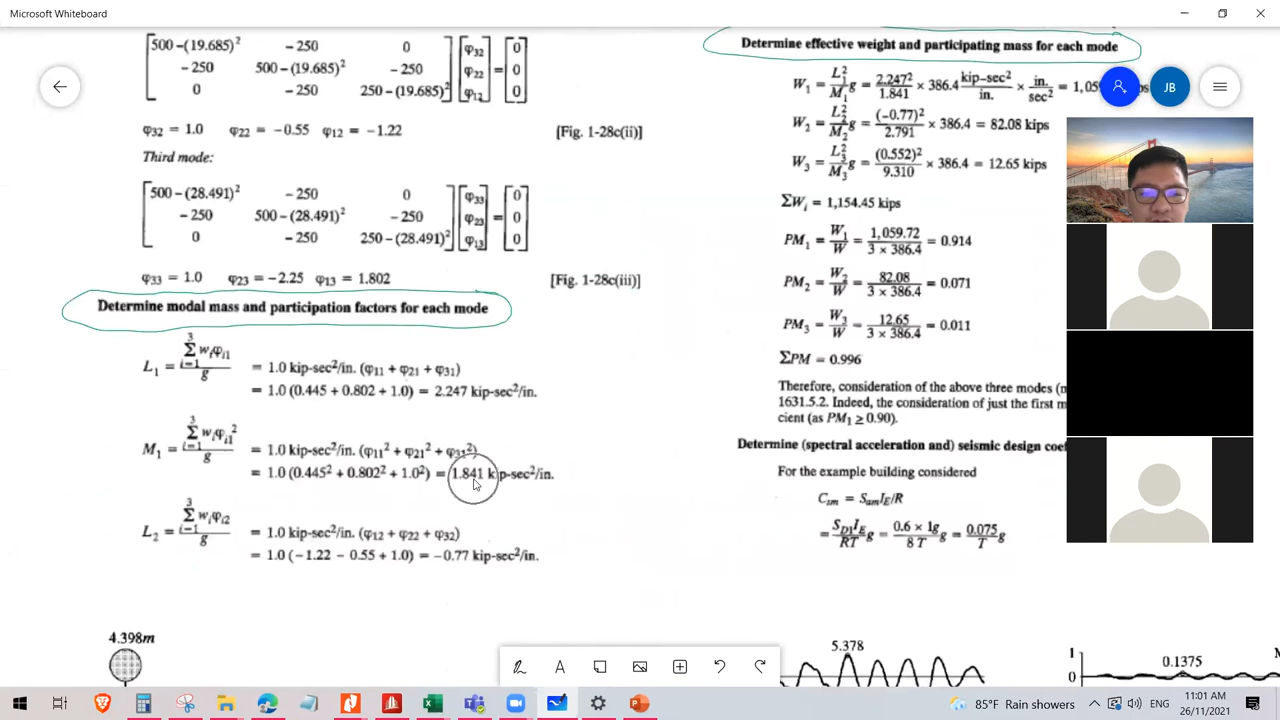 Microsoft Whiteboard
500 –(19.685)² – 250 0 φ32 0
– 250 500 –(19.685)² – 250 φ22 = 0
0 – 250 250 –(19.685)² φ12 0
φ32 = 1.0 φ22 = –0.55 φ12 = –1.22 [Fig. 1-28c(ii)]
Third mode:
500 –(28.491)² – 250 0 φ33 0
– 250 500 –(28.491)² – 250 φ23 = 0
0 – 250 250 –(28.491)² φ13 0
φ33 = 1.0 φ23 = –2.25 φ13 = 1.802 [Fig. 1-28c(iii)]
Determine modal mass and participation factors for each mode
L1 = Σ(i=1 to 3) wiφi1 / g = 1.0 kip-sec²/in. (φ11 + φ21 + φ31)
= 1.0 (0.445 + 0.802 + 1.0) = 2.247 kip-sec²/in.
M1 = Σ(i=1 to 3) wiφi1² / g = 1.0 kip-sec²/in. (φ11² + φ21² + φ31²)
= 1.0 (0.445² + 0.802² + 1.0²) = 1.841 kip-sec²/in.
L2 = Σ(i=1 to 3) wiφi2 / g = 1.0 kip-sec²/in. (φ12 + φ22 + φ32)
= 1.0 (–1.22 – 0.55 + 1.0) = –0.77 kip-sec²/in.
4.398m
Determine effective weight and participating mass for each mode
W1 = L1²/M1 g = 2.247²/1.841 × 386.4 kip-sec²/in. × in./sec² = 1,05
W2 = L2²/M2 g = (–0.77)²/2.791 × 386.4 = 82.08 kips
W3 = L3²/M3 g = (0.552)²/9.310 × 386.4 = 12.65 kips
ΣWi = 1,154.45 kips
PM1 = W1/W = 1,059.72/3 × 386.4 = 0.914
PM2 = W2/W = 82.08/3 × 386.4 = 0.071
PM3 = W3/W = 12.65/3 × 386.4 = 0.011
ΣPM = 0.996
Therefore, consideration of the above three modes (
1631.5.2. Indeed, the consideration of just the first
cient (as PM1 ≥ 0.90).
Determine (spectral acceleration and) seismic design
For the example building considered
Csm = SamIE/R
= SD1IE/RT g = 0.6 × 1g/8 T g = 0.075/T g
5.378
1
0
0.1375
JB
85°F Rain showers
11:01 AM
26/11/2021